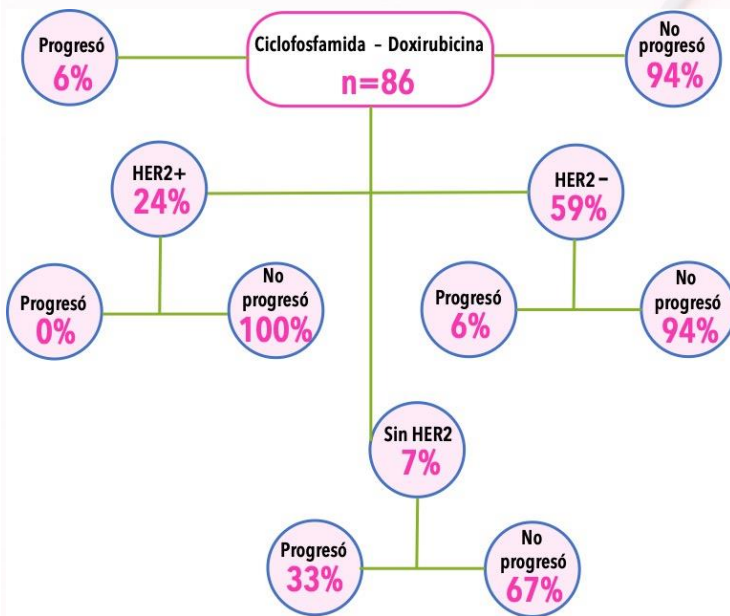 Progresó
6%
Ciclofosfamida – Doxirubicina
n=86
No
progresó
94%
HER2+
24%
HER2–
59%
Progresó
0%
No
progresó
100%
Progresó
6%
No
progresó
94%
Sin HER2
7%
Progresó
33%
No
progresó
67%